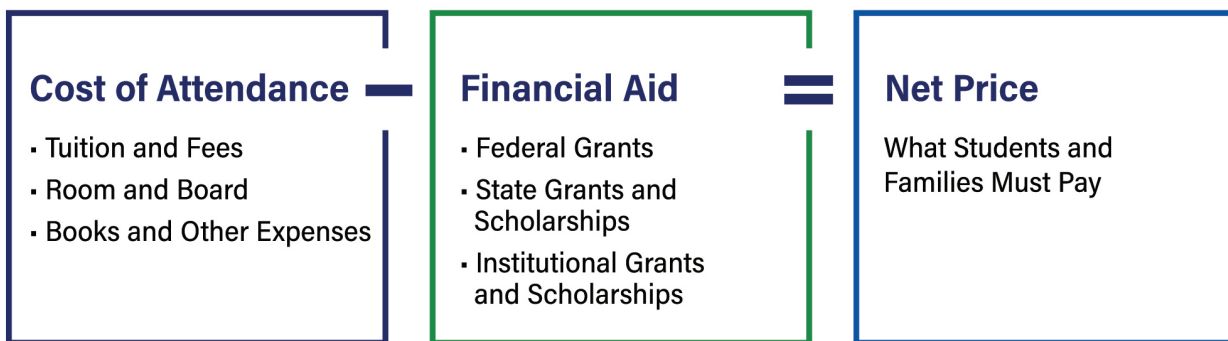 Cost of Attendance −
· Tuition and Fees
· Room and Board
· Books and Other Expenses
Financial Aid =
· Federal Grants
· State Grants and
Scholarships
· Institutional Grants
and Scholarships
Net Price
What Students and
Families Must Pay